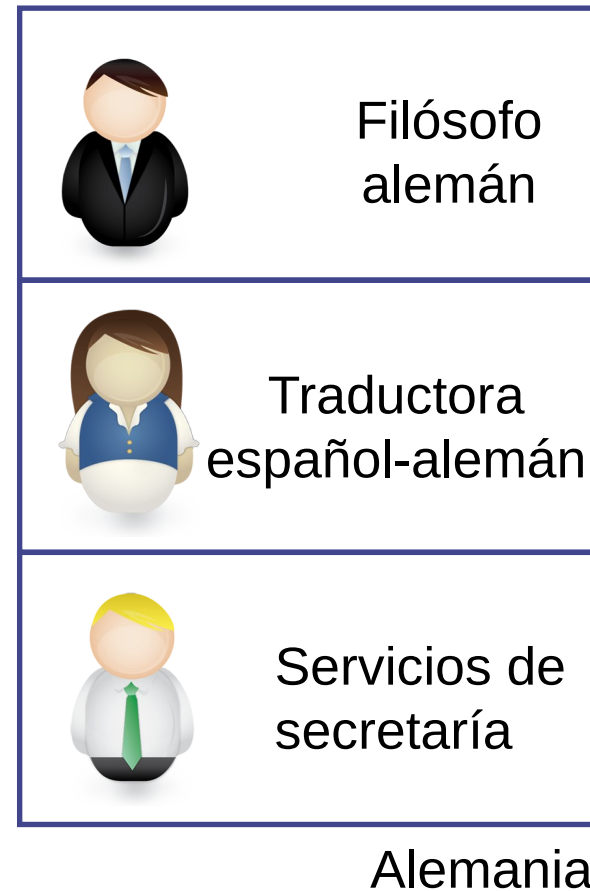 Filósofo
alemán
Traductora
español-alemán
Servicios de
secretaría
Alemania